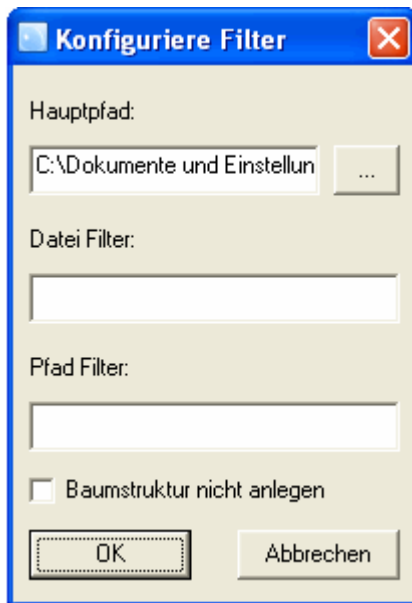 Konfiguriere Filter
Hauptpfad:
C:\Dokumente und Einstellun
...
Datei Filter:
Pfad Filter:
Baumstruktur nicht anlegen
OK
Abbrechen